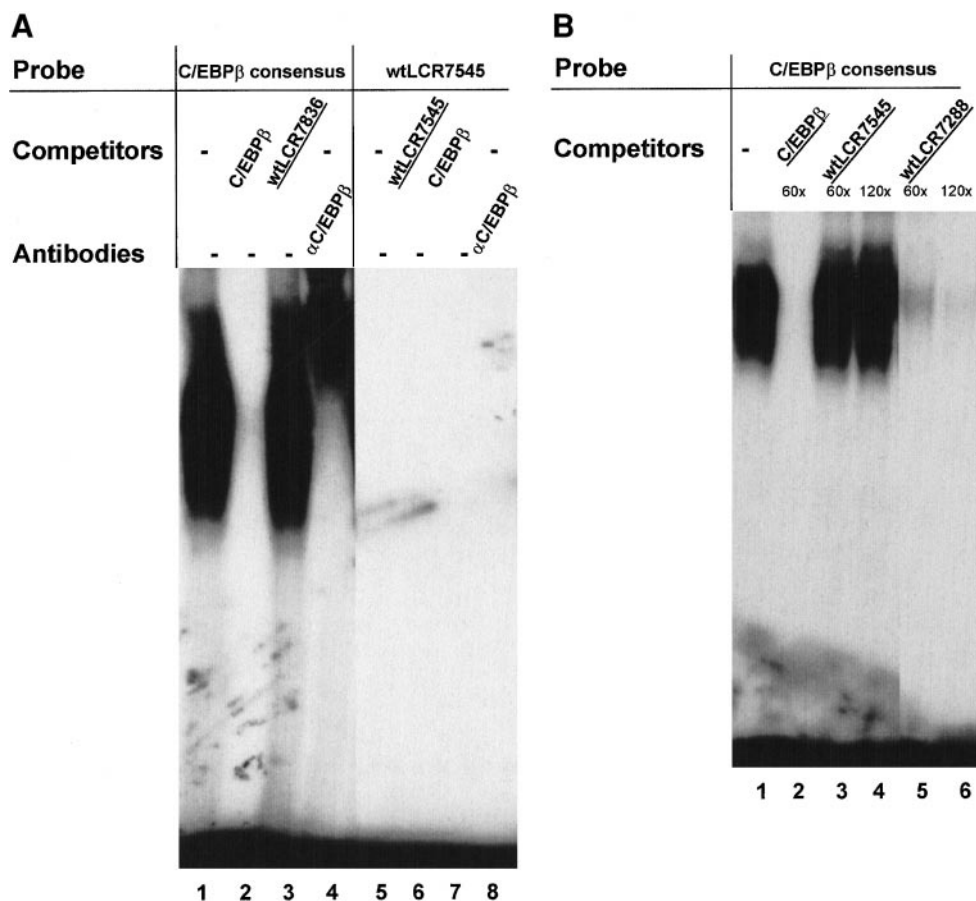 A
Probe
C/EBPβ consensus
wtLCR7545
Competitors
-
C/EBPβ
wtLCR7836
-
-
wtLCR7545
C/EBPβ
-
Antibodies
-
-
-
αC/EBPβ
-
-
-
αC/EBPβ
1 2 3 4 5 6 7 8
B
Probe
C/EBPβ consensus
Competitors
-
C/EBPβ
wtLCR7545
wtLCR7288
60x 60x 120x 60x 120x
1 2 3 4 5 6